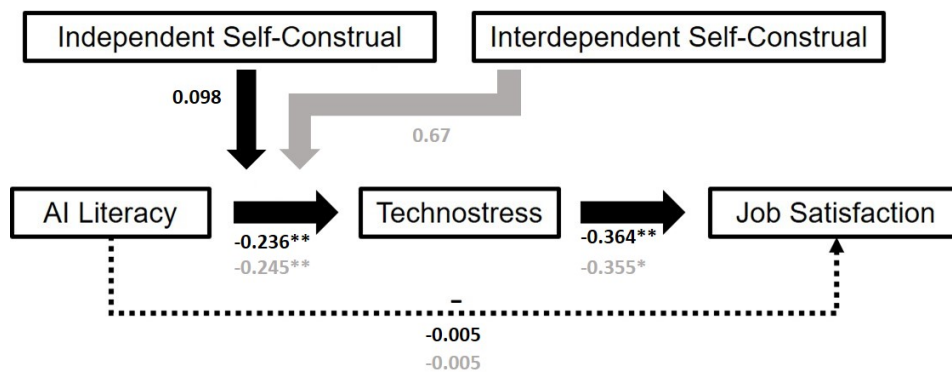 Independent Self-Construal
Interdependent Self-Construal
0.098
0.67
AI Literacy
Technostress
Job Satisfaction
-0.236**
-0.364**
-0.245**
-0.355*
-
-0.005
-0.005